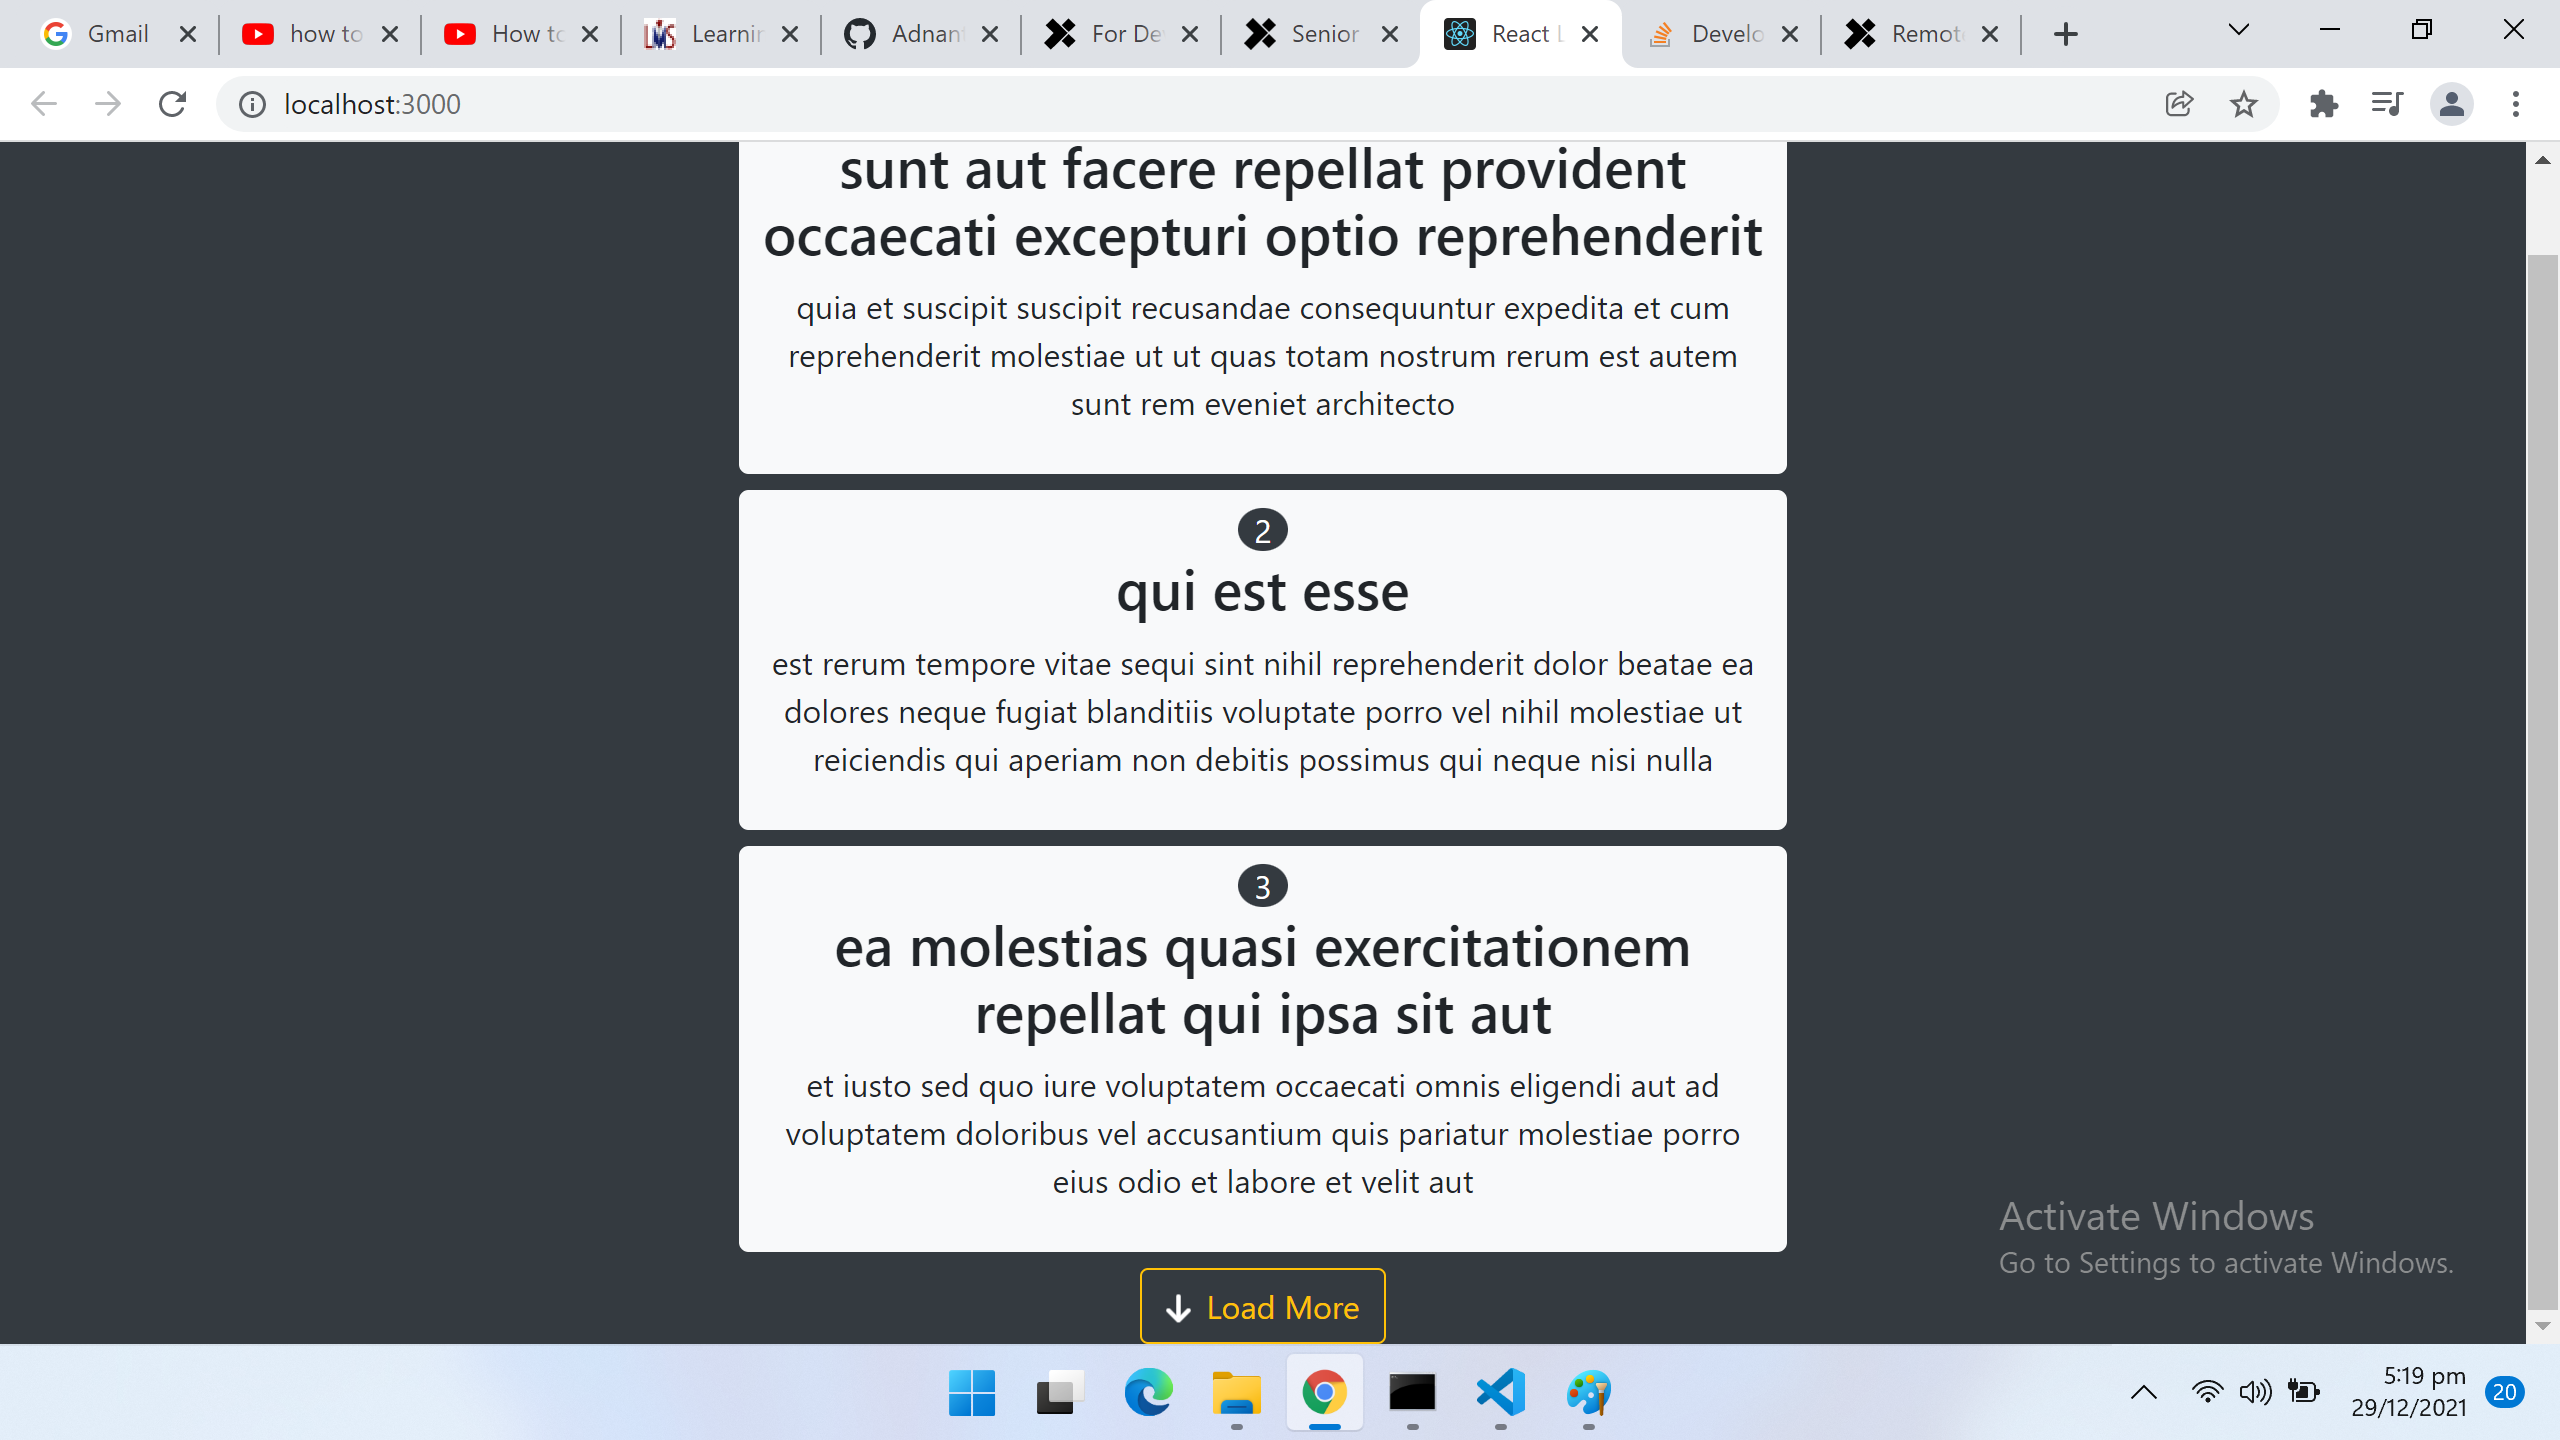 Gmail
how to
How to
Learnin
Adnan
For De
Senior
React L
Develo
Remot
localhost:3000
sunt aut facere repellat provident
occaecati excepturi optio reprehenderit
quia et suscipit suscipit recusandae consequuntur expedita et cum
reprehenderit molestiae ut ut quas totam nostrum rerum est autem
sunt rem eveniet architecto
2
qui est esse
est rerum tempore vitae sequi sint nihil reprehenderit dolor beatae ea
dolores neque fugiat blanditiis voluptate porro vel nihil molestiae ut
reiciendis qui aperiam non debitis possimus qui neque nisi nulla
3
ea molestias quasi exercitationem
repellat qui ipsa sit aut
et iusto sed quo iure voluptatem occaecati omnis eligendi aut ad
voluptatem doloribus vel accusantium quis pariatur molestiae porro
eius odio et labore et velit aut
Load More
Activate Windows
Go to Settings to activate Windows.
5:19 pm
29/12/2021
20